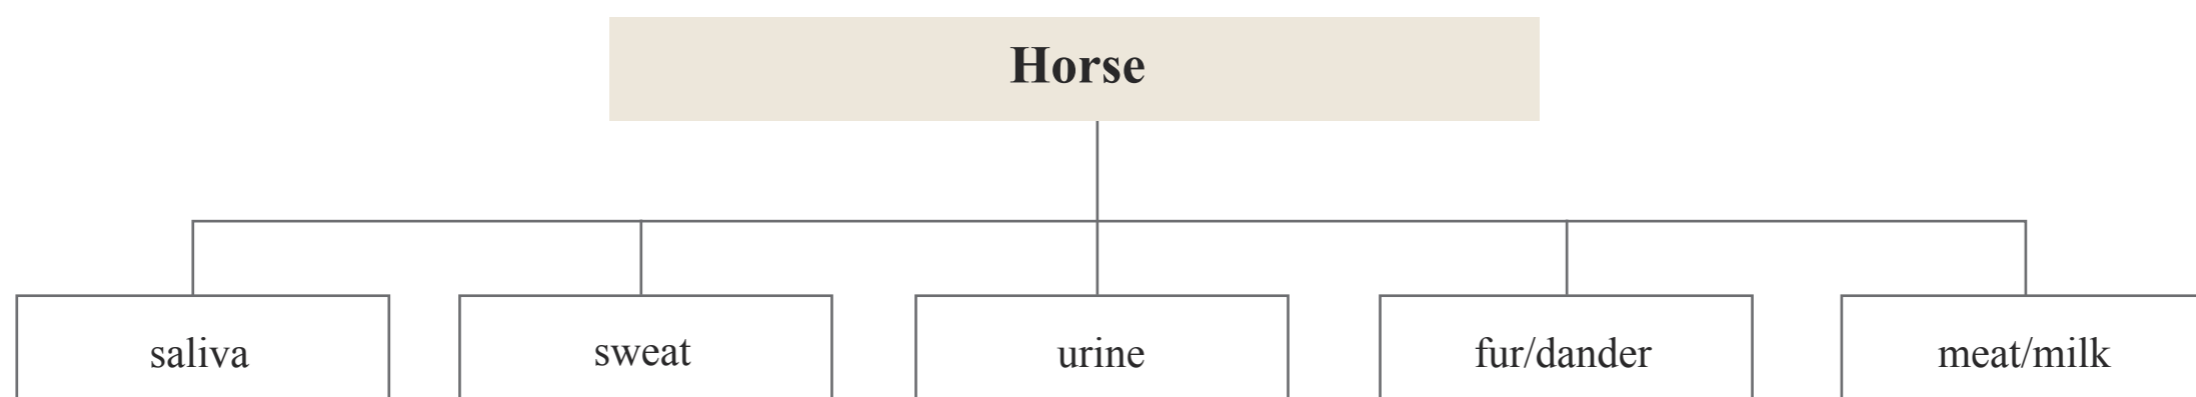 Horse
saliva
sweat
urine
fur/dander
meat/milk